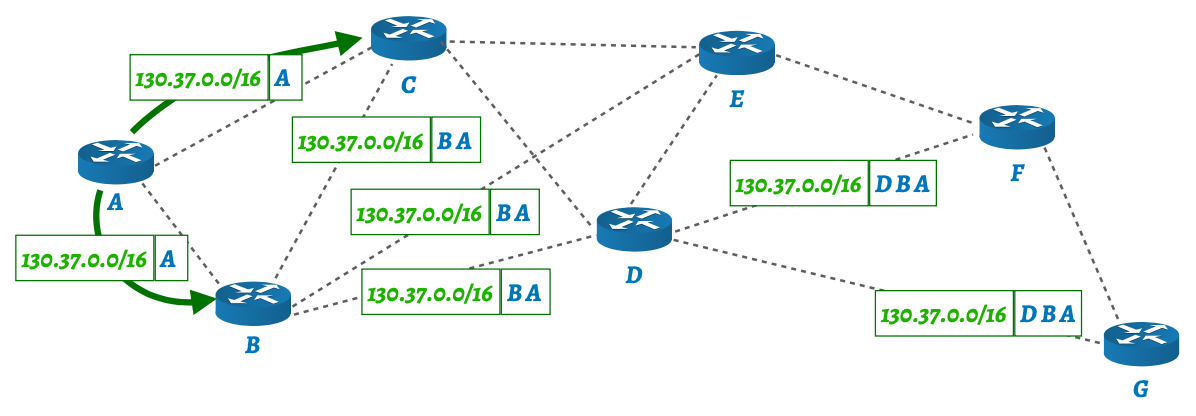 C
130.37.0.0/16 A
E
130.37.0.0/16 B A
F
A
130.37.0.0/16 D B A
130.37.0.0/16 B A
130.37.0.0/16 A
D
130.37.0.0/16 B A
130.37.0.0/16 D B A
B
G